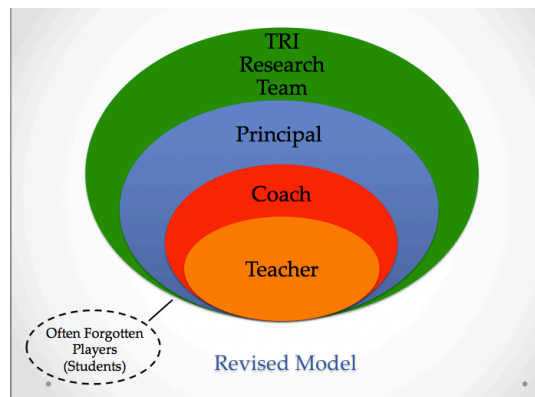 TRI
Research
Team
Principal
Coach
Teacher
Often Forgotten
Players
(Students)
Revised Model